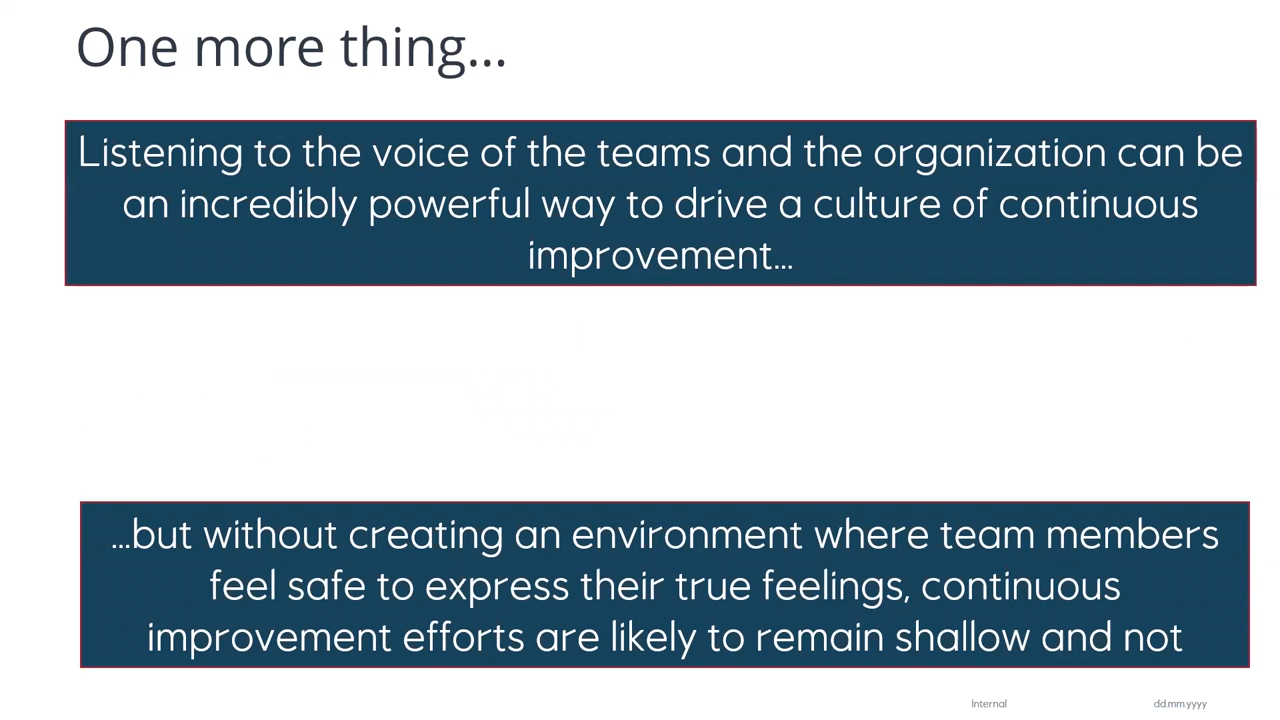 One more thing...
Listening to the voice of the teams and the organization can be
an incredibly powerful way to drive a culture of continuous
improvement...
...but without creating an environment where team members
feel safe to express their true feelings, continuous
improvement efforts are likely to remain shallow and not
Internal
dd.mm.yyyy